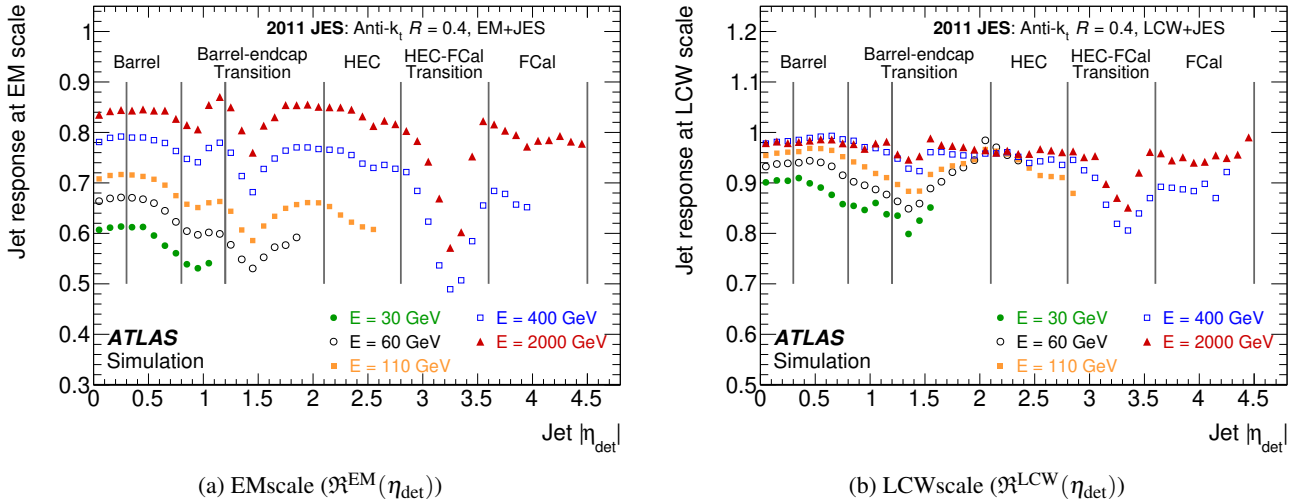 2011 JES: Anti-kt R = 0.4, EM+JES
Barrel
Barrel-endcap
Transition
HEC
HEC-FCal
Transition
FCal
Jet response at EM scale
1
0.9
0.8
0.7
0.6
0.5
0.4
0.3
ATLAS
Simulation
E = 30 GeV
E = 60 GeV
E = 110 GeV
E = 400 GeV
E = 2000 GeV
0 0.5 1 1.5 2 2.5 3 3.5 4 4.5
Jet |ηdet|
(a) EMscale (ℜEM(ηdet))
2011 JES: Anti-kt R = 0.4, LCW+JES
Barrel
Barrel-endcap
Transition
HEC
HEC-FCal
Transition
FCal
Jet response at LCW scale
1.2
1.1
1
0.9
0.8
0.7
0.6
0.5
ATLAS
Simulation
E = 30 GeV
E = 60 GeV
E = 110 GeV
E = 400 GeV
E = 2000 GeV
0 0.5 1 1.5 2 2.5 3 3.5 4 4.5
Jet |ηdet|
(b) LCWscale (ℜLCW(ηdet))